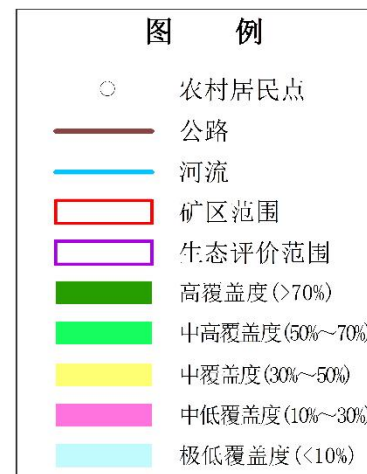 图 例
农村居民点
公路
河流
矿区范围
生态评价范围
高覆盖度(>70%)
中高覆盖度(50%～70%)
中覆盖度(30%～50%)
中低覆盖度(10%～30%)
极低覆盖度(<10%)